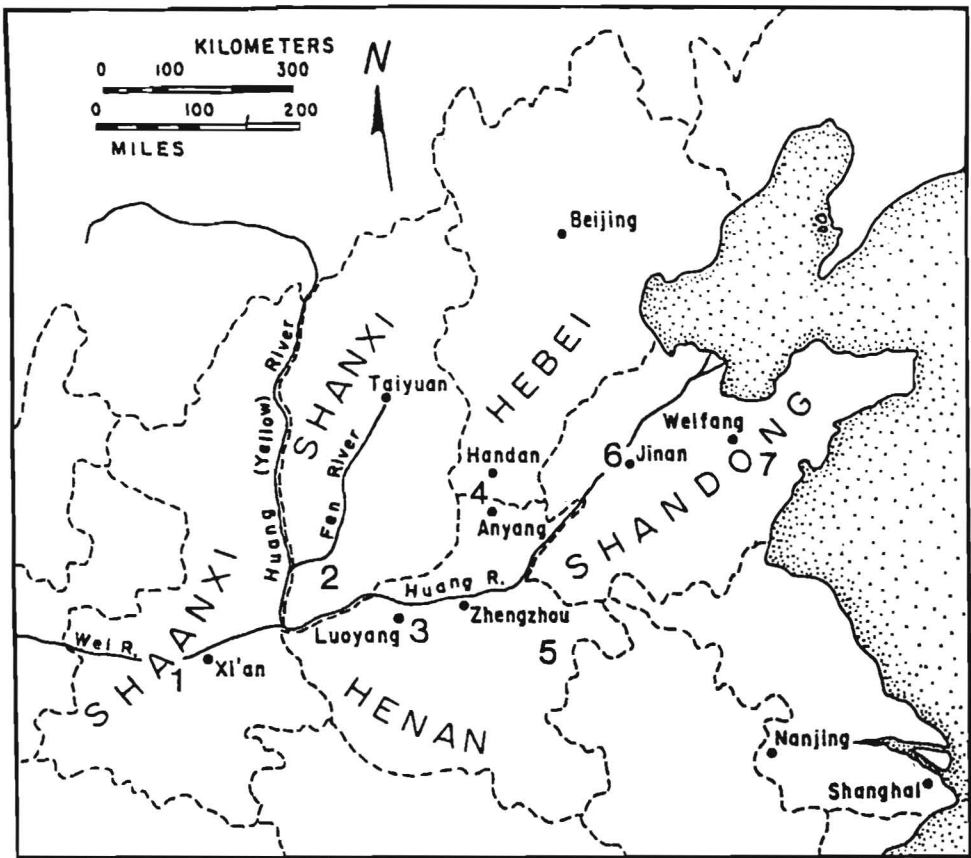 KILOMETERS
0 100 300
0 100 200
MILES
N
Beijing
SHANXI
HEBEI
Huang (Yellow) River
Taiyuan
Fen River
Weifang
Handan
6
Jinan
7
4
Anyang
SHANDONG
2
Huang R.
Zhengzhou
Luoyang
3
5
Wei R.
SHAANXI
1
Xi'an
HENAN
Nanjing
Shanghai